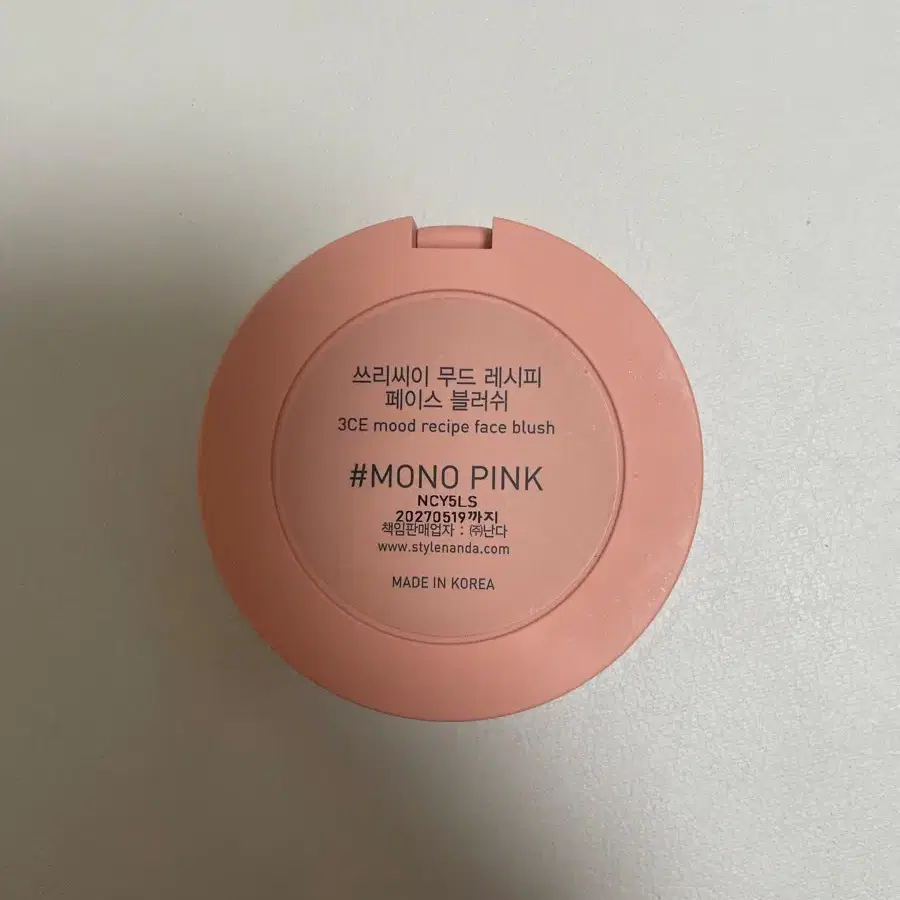 쓰리씨이 무드 레시피
페이스 블러쉬
3CE mood recipe face blush
#MONO PINK
NCY5LS
20270519까지
책임판매업자 : ㈜난다
www.stylenanda.com
MADE IN KOREA